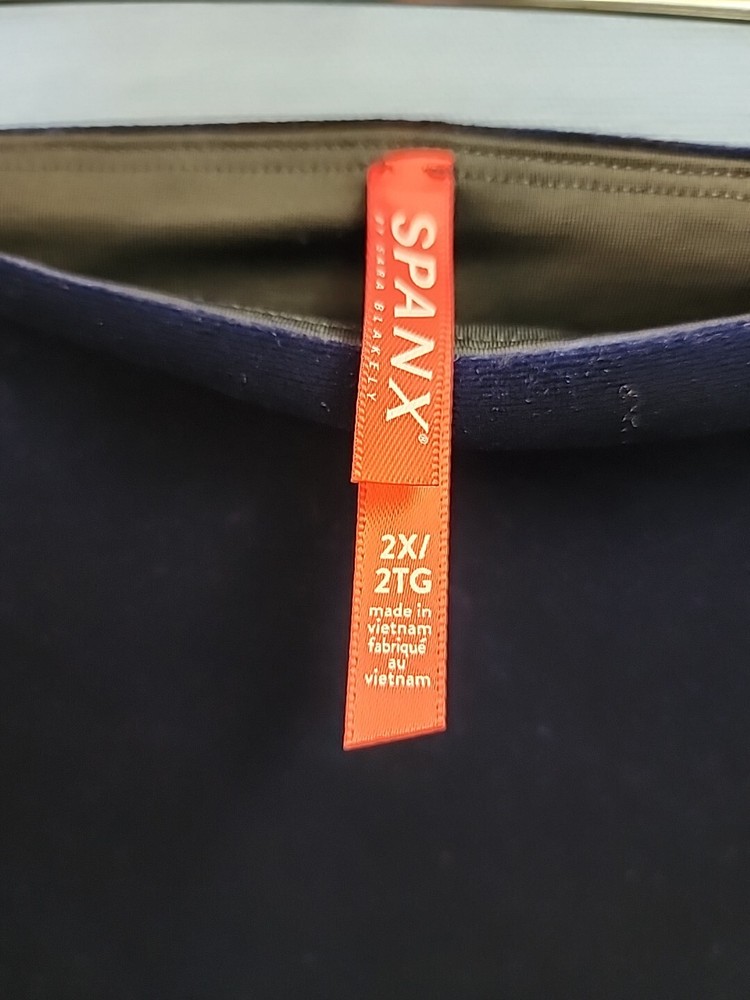 SPANX®
BY SARA BLAKELY
2X/
2TG
made in
vietnam
fabriqué
au
vietnam